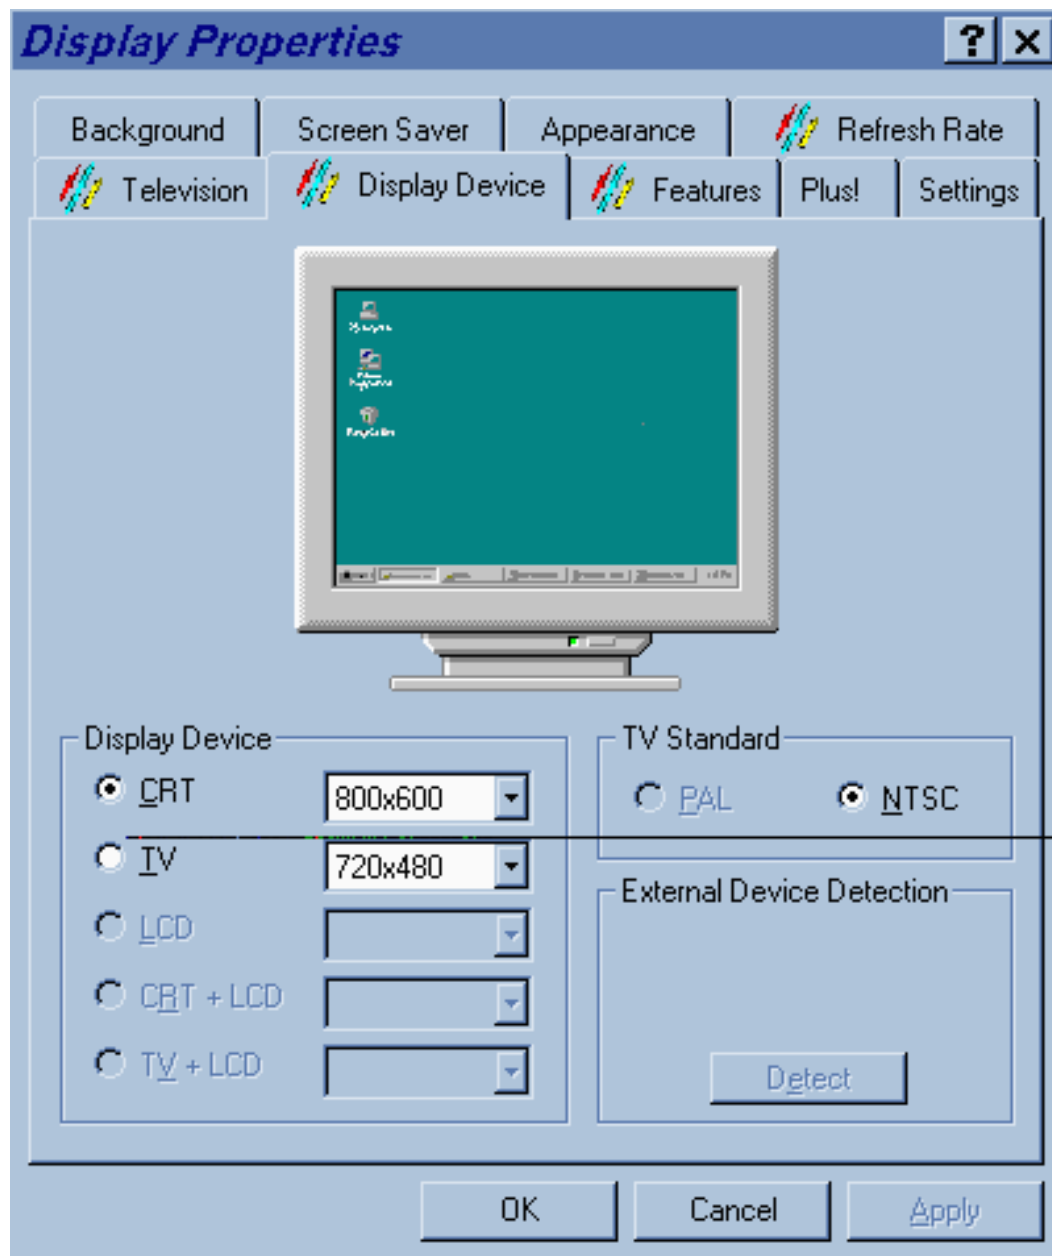 Display Properties
Background Screen Saver Appearance Refresh Rate
Television Display Device Features Plus! Settings
Display Device TV Standard
CRT 800x600 PAL NTSC
TV 720x480
External Device Detection
LCD
CRT + LCD
TV + LCD Detect
OK Cancel Apply